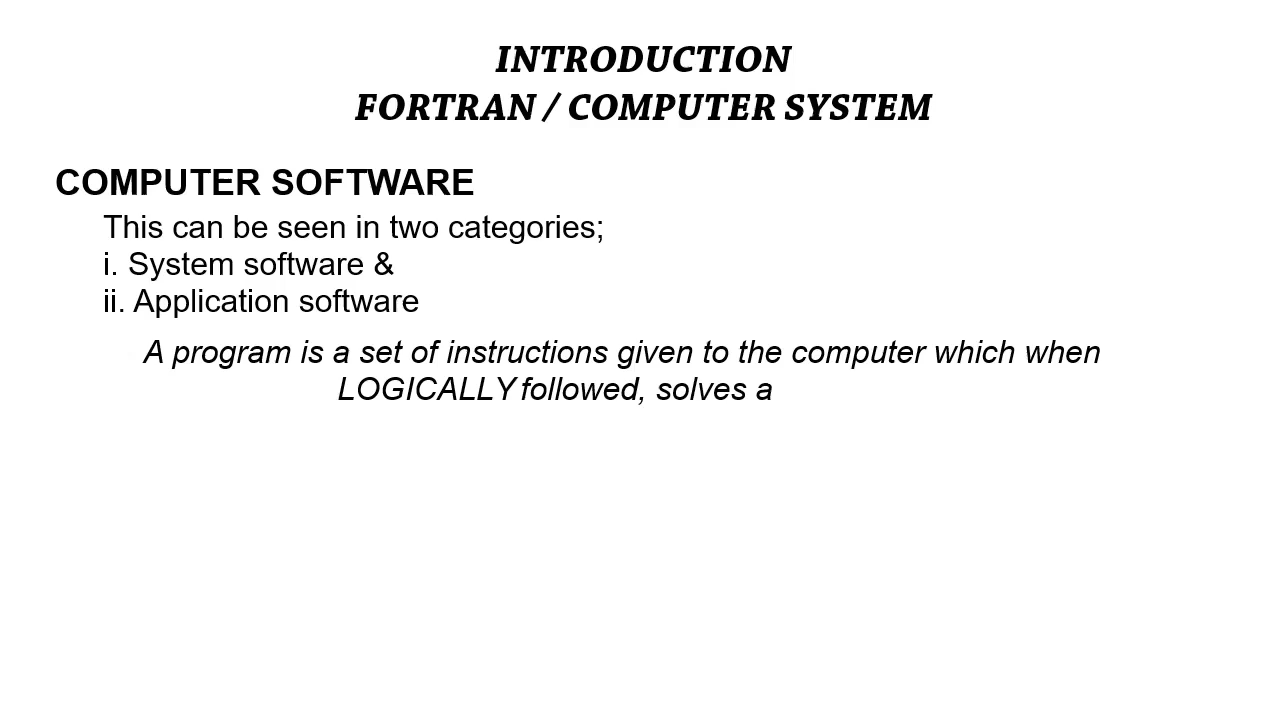 INTRODUCTION
FORTRAN / COMPUTER SYSTEM
COMPUTER SOFTWARE
This can be seen in two categories;
i. System software &
ii. Application software
A program is a set of instructions given to the computer which when
LOGICALLY followed, solves a